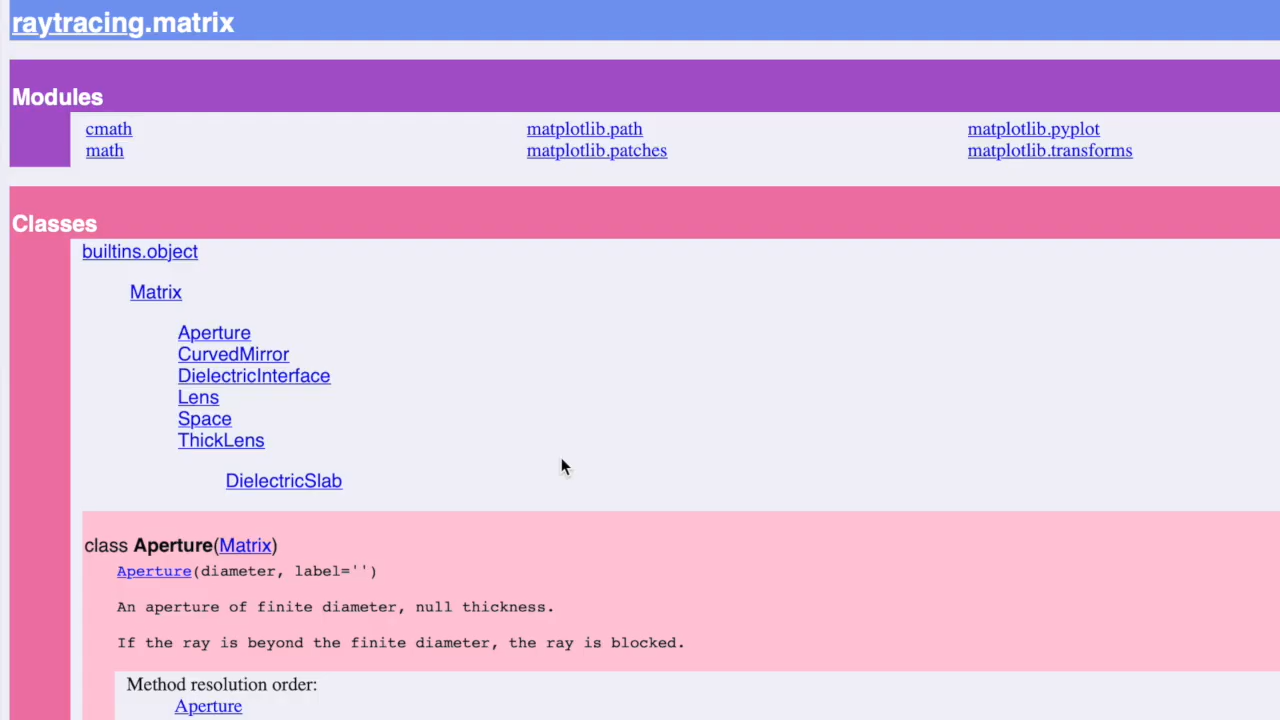 raytracing.matrix
Modules
cmath matplotlib.path matplotlib.pyplot
math matplotlib.patches matplotlib.transforms
Classes
builtins.object
Matrix
Aperture
CurvedMirror
DielectricInterface
Lens
Space
ThickLens
DielectricSlab
class Aperture(Matrix)
Aperture(diameter, label='')
An aperture of finite diameter, null thickness.
If the ray is beyond the finite diameter, the ray is blocked.
Method resolution order:
Aperture